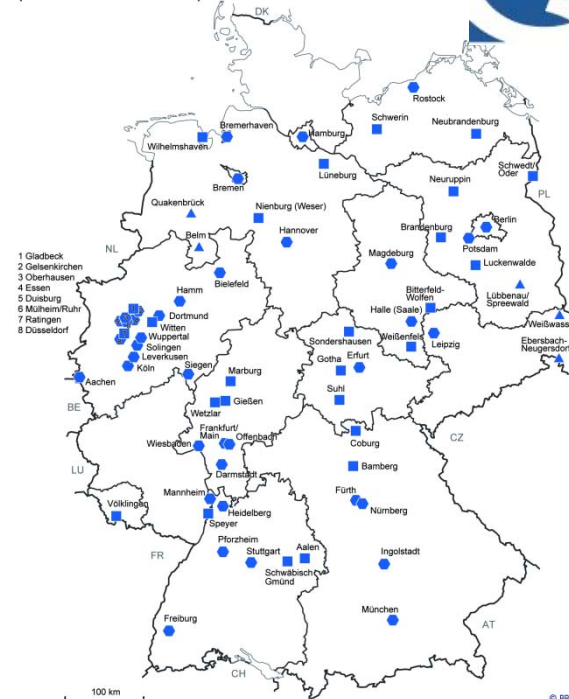 DK
Rostock
Schwerin
Neubrandenburg
Bremerhaven
Hamburg
Wilhelmshaven
Lüneburg
Schwedt/
Oder
PL
Bremen
Neuruppin
Quakenbrück
Nienburg (Weser)
Berlin
Brandenburg
Belm
Hannover
Potsdam
NL
Magdeburg
Luckenwalde
1 Gladbeck
2 Gelsenkirchen
3 Oberhausen
4 Essen
5 Duisburg
6 Mülheim/Ruhr
7 Ratingen
8 Düsseldorf
Bielefeld
Hamm
Bitterfeld-
Wolfen
Lübbenau/
Spreewald
Dortmund
Witten
Wuppertal
Solingen
Leverkusen
Köln
Halle (Saale)
Weißwass
Sondershausen
Weißenfels
Leipzig
Ebersbach-
Neugersdorf
Gotha
Erfurt
Siegen
Marburg
Aachen
Suhl
BE
Gießen
Wetzlar
Frankfurt/
Main
Offenbach
Wiesbaden
Coburg
CZ
Bamberg
LU
Darmstadt
Mannheim
Heidelberg
Fürth
Nürnberg
Völklingen
Speyer
FR
Pforzheim
Stuttgart
Aalen
Schwäbisch
Gmünd
Ingolstadt
Freiburg
München
AT
CH
100 km
© BB